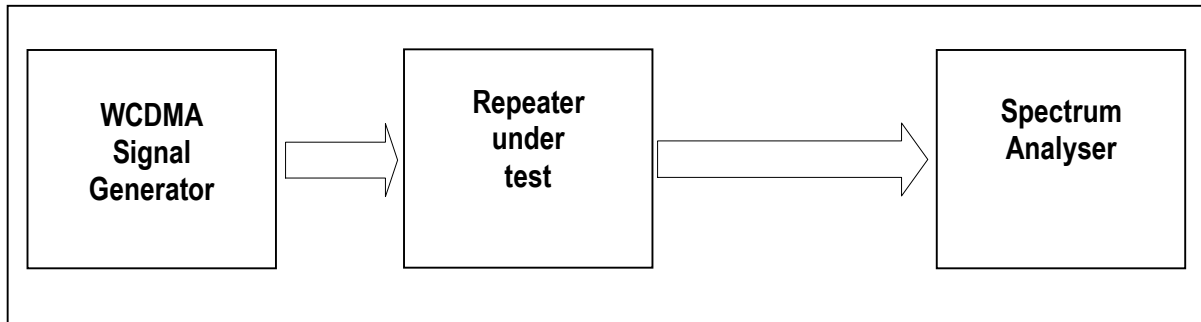 WCDMA
Signal
Generator
Repeater
under
test
Spectrum
Analyser